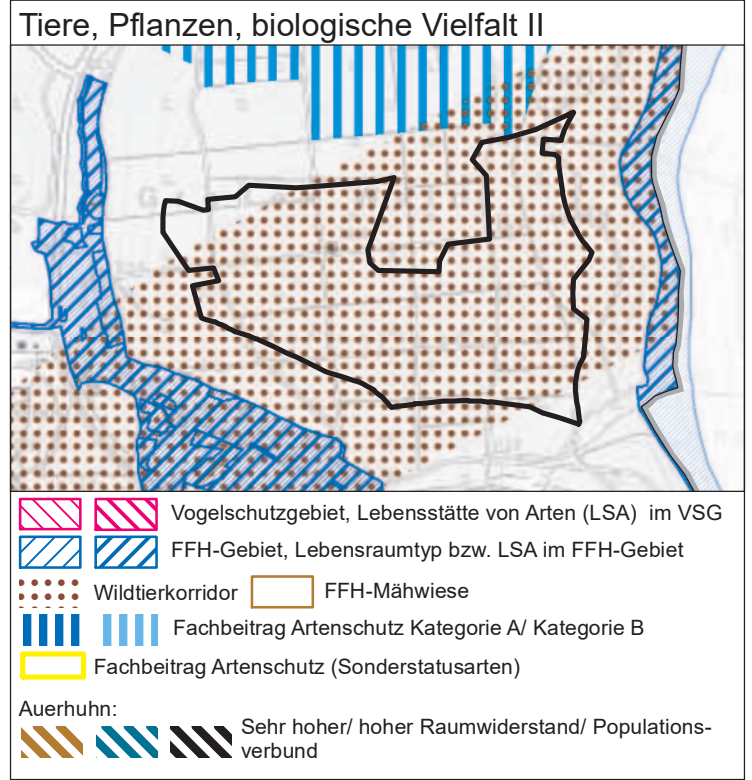 Tiere, Pflanzen, biologische Vielfalt II
Vogelschutzgebiet, Lebensstätte von Arten (LSA) im VSG
FFH-Gebiet, Lebensraumtyp bzw. LSA im FFH-Gebiet
Wildtierkorridor FFH-Mähwiese
Fachbeitrag Artenschutz Kategorie A/ Kategorie B
Fachbeitrag Artenschutz (Sonderstatusarten)
Auerhuhn:
Sehr hoher/ hoher Raumwiderstand/ Populations-
verbund